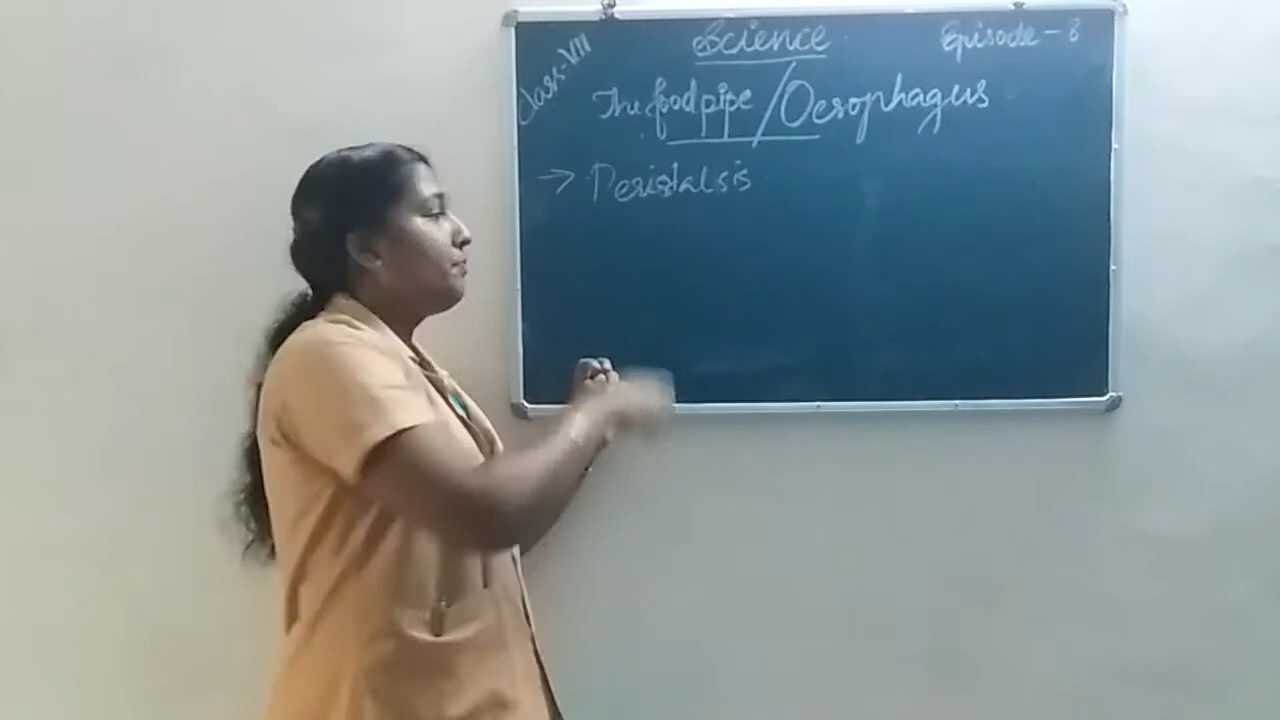 Class-VII
Science
Episode-8
The food pipe/Oesophagus
→ Peristalsis